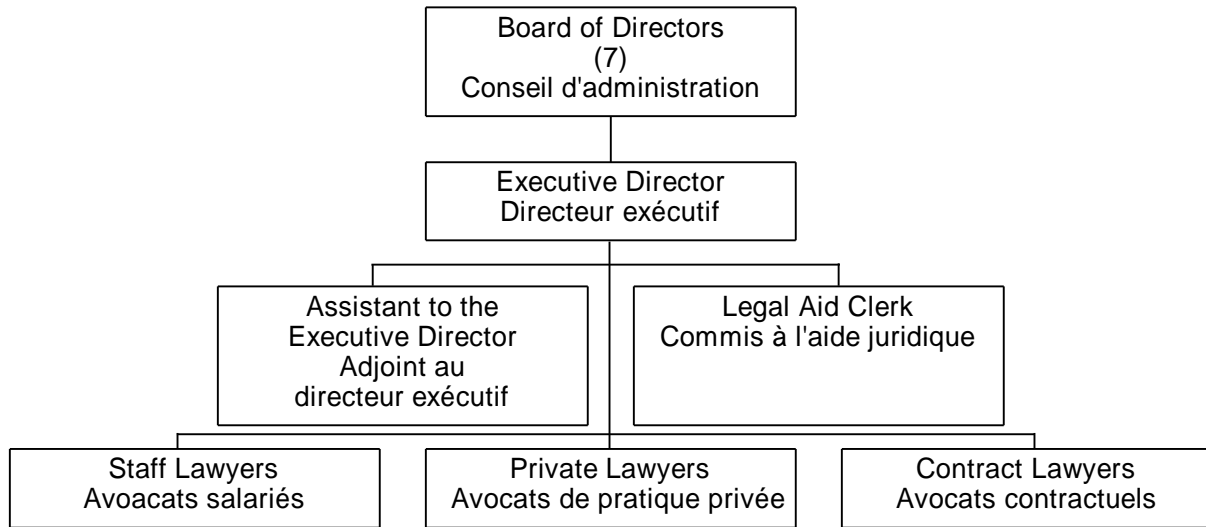 Board of Directors
(7)
Conseil d'administration
Executive Director
Directeur exécutif
Assistant to the
Executive Director
Adjoint au
directeur exécutif
Legal Aid Clerk
Commis à l'aide juridique
Staff Lawyers
Avoacats salariés
Private Lawyers
Avocats de pratique privée
Contract Lawyers
Avocats contractuels